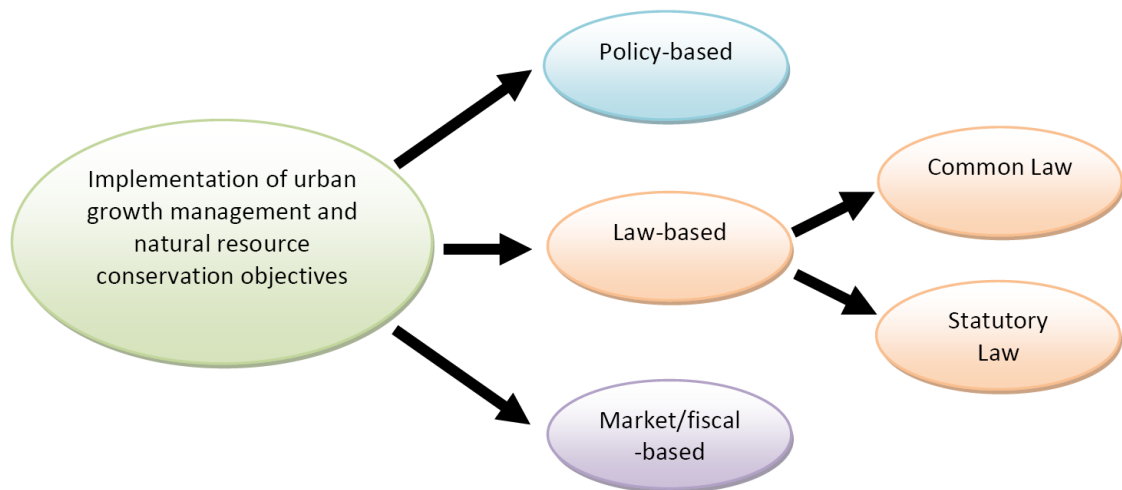 Policy-based
Implementation of urban
growth management and
natural resource
conservation objectives
Law-based
Common Law
Statutory
Law
Market/fiscal
-based